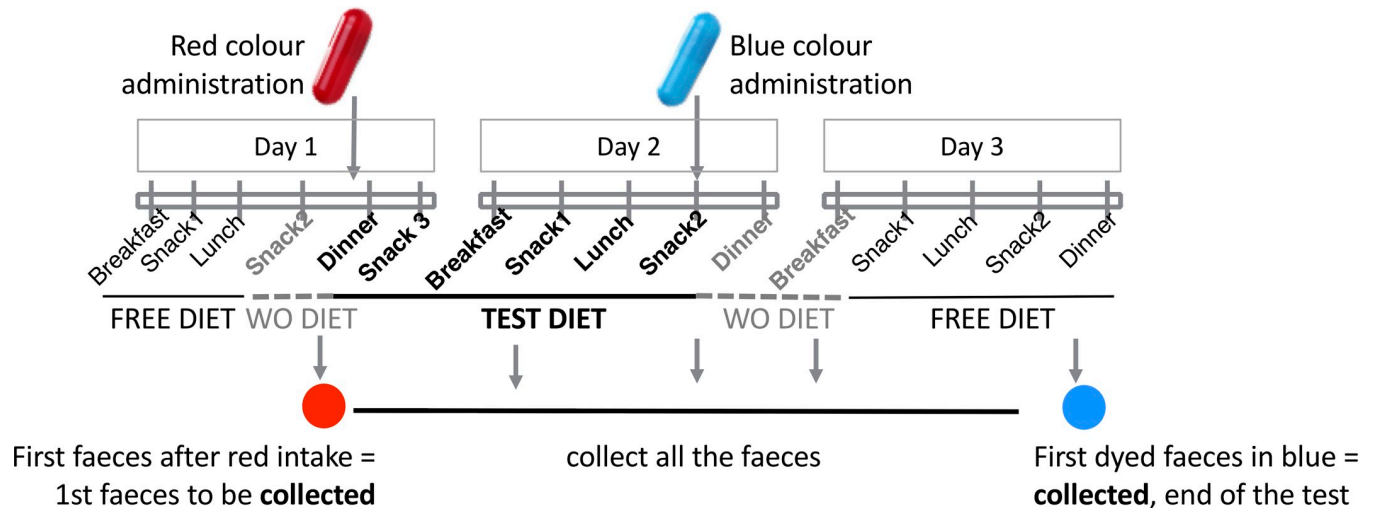 Red colour
administration
Blue colour
administration
Day 1
Day 2
Day 3
Breakfast
Snack1
Lunch
Snack2
Dinner
Snack 3
Breakfast
Snack1
Lunch
Snack2
Dinner
Breakfast
Snack1
Lunch
Snack2
Dinner
FREE DIET
WO DIET
TEST DIET
WO DIET
FREE DIET
First faeces after red intake =
1st faeces to be collected
collect all the faeces
First dyed faeces in blue =
collected, end of the test